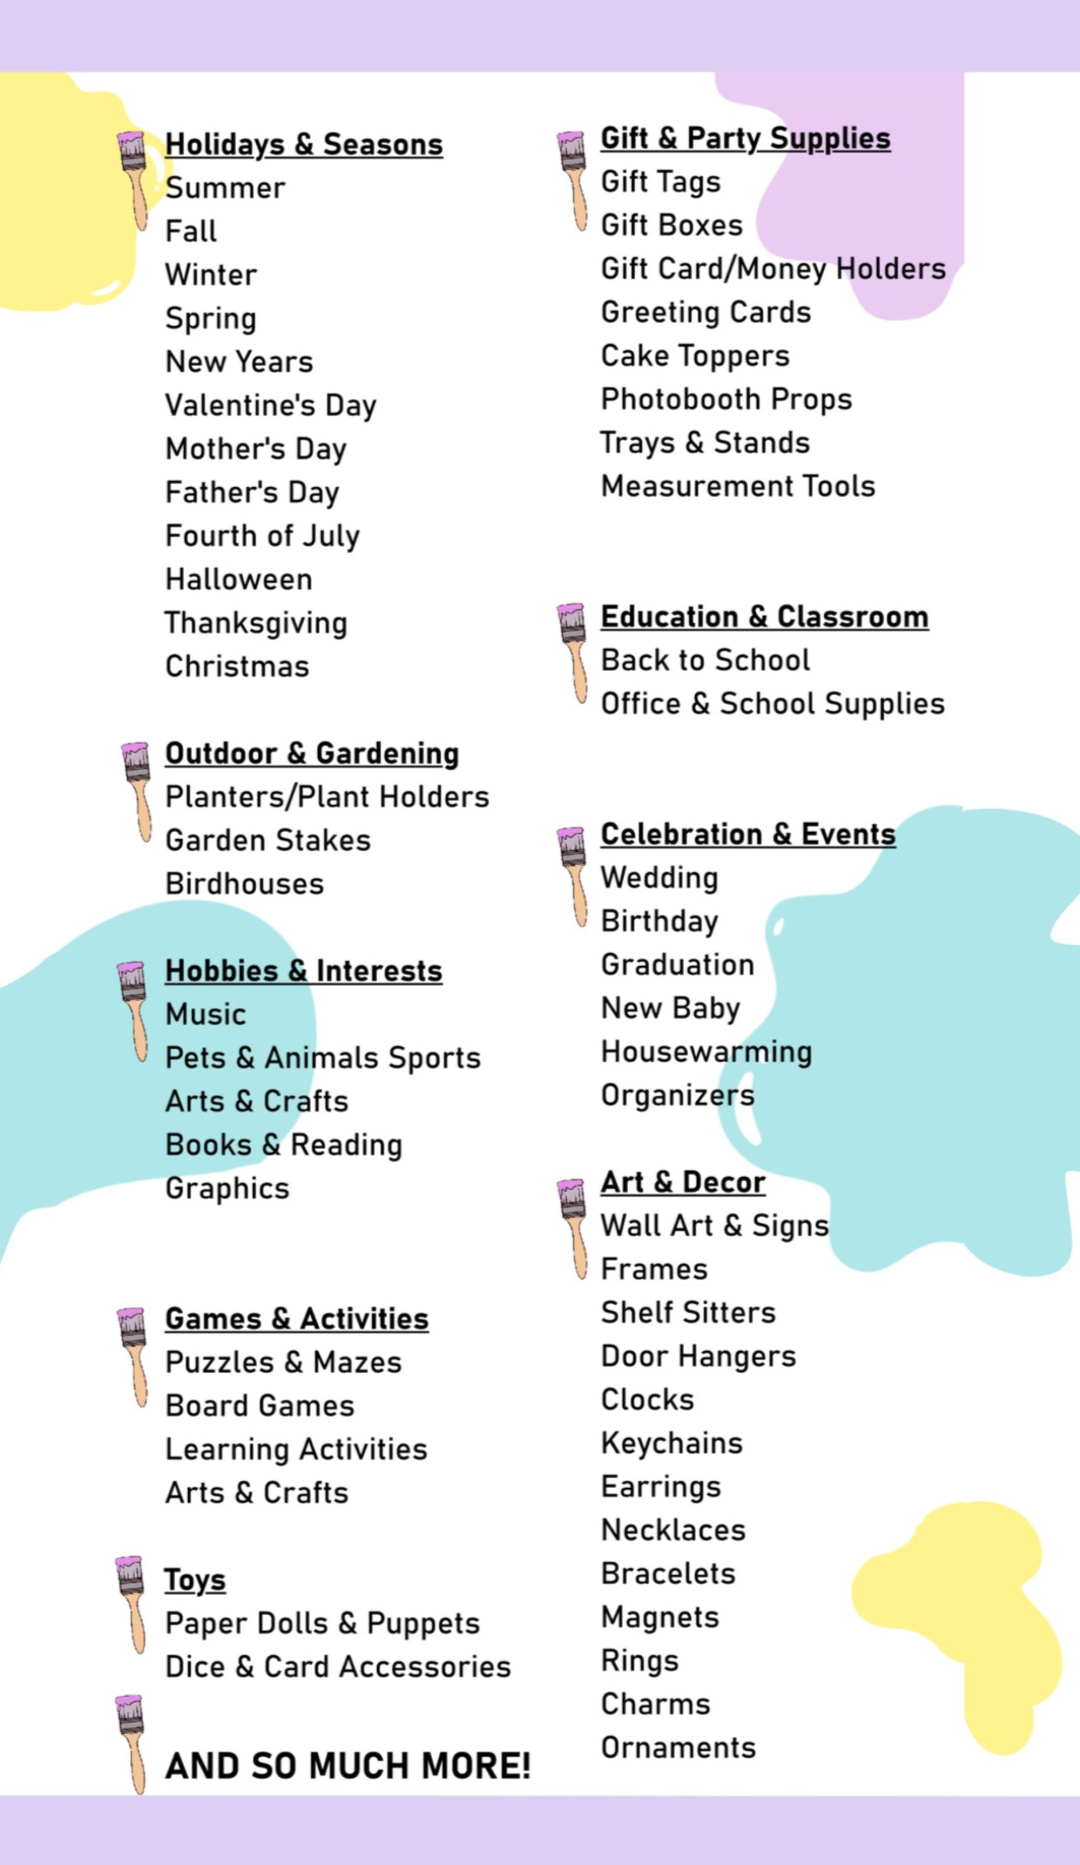 Holidays & Seasons
Summer
Fall
Winter
Spring
New Years
Valentine's Day
Mother's Day
Father's Day
Fourth of July
Halloween
Thanksgiving
Christmas
Outdoor & Gardening
Planters/Plant Holders
Garden Stakes
Birdhouses
Hobbies & Interests
Music
Pets & Animals Sports
Arts & Crafts
Books & Reading
Graphics
Games & Activities
Puzzles & Mazes
Board Games
Learning Activities
Arts & Crafts
Toys
Paper Dolls & Puppets
Dice & Card Accessories
AND SO MUCH MORE!
Gift & Party Supplies
Gift Tags
Gift Boxes
Gift Card/Money Holders
Greeting Cards
Cake Toppers
Photobooth Props
Trays & Stands
Measurement Tools
Education & Classroom
Back to School
Office & School Supplies
Celebration & Events
Wedding
Birthday
Graduation
New Baby
Housewarming
Organizers
Art & Decor
Wall Art & Signs
Frames
Shelf Sitters
Door Hangers
Clocks
Keychains
Earrings
Necklaces
Bracelets
Magnets
Rings
Charms
Ornaments